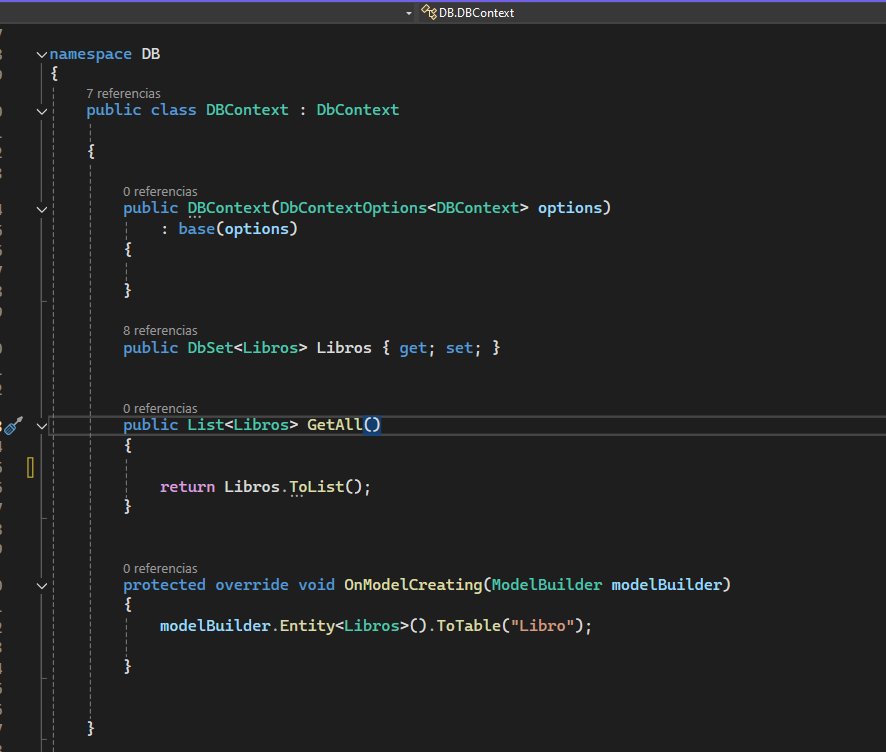 DB.DBContext
namespace DB
{
7 referencias
public class DBContext : DbContext
{
0 referencias
public DBContext(DbContextOptions<DBContext> options)
: base(options)
{
}
8 referencias
public DbSet<Libros> Libros { get; set; }
0 referencias
public List<Libros> GetAll()
{
return Libros.ToList();
}
0 referencias
protected override void OnModelCreating(ModelBuilder modelBuilder)
{
modelBuilder.Entity<Libros>().ToTable("Libro");
}
}